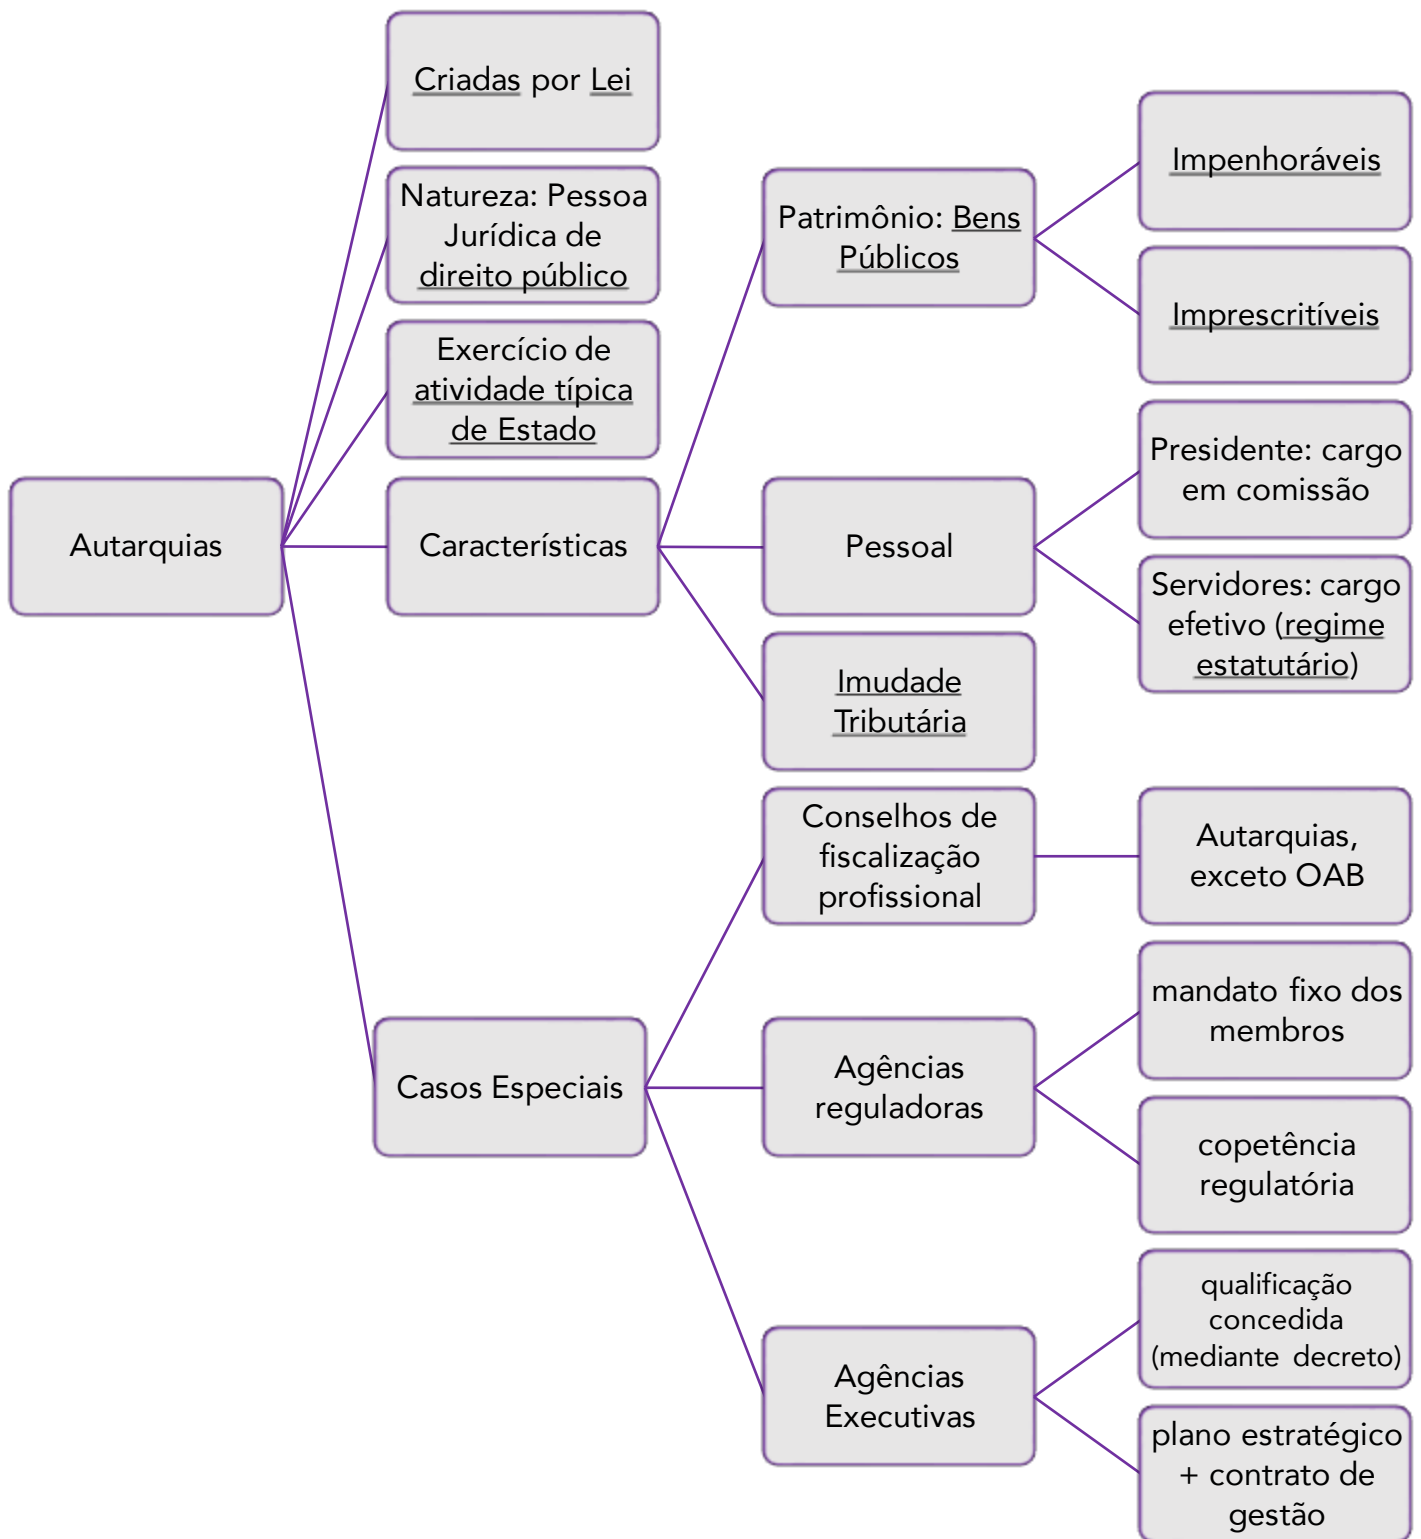 Autarquias
Criadas por Lei
Natureza: Pessoa
Jurídica de
direito público
Exercício de
atividade típica
de Estado
Características
Patrimônio: Bens
Públicos
Impenhoráveis
Imprescritíveis
Pessoal
Presidente: cargo
em comissão
Servidores: cargo
efetivo (regime
estatutário)
Imudade
Tributária
Casos Especiais
Conselhos de
fiscalização
profissional
Autarquias,
exceto OAB
Agências
reguladoras
mandato fixo dos
membros
copetência
regulatória
Agências
Executivas
qualificação
concedida
(mediante decreto)
plano estratégico
+ contrato de
gestão